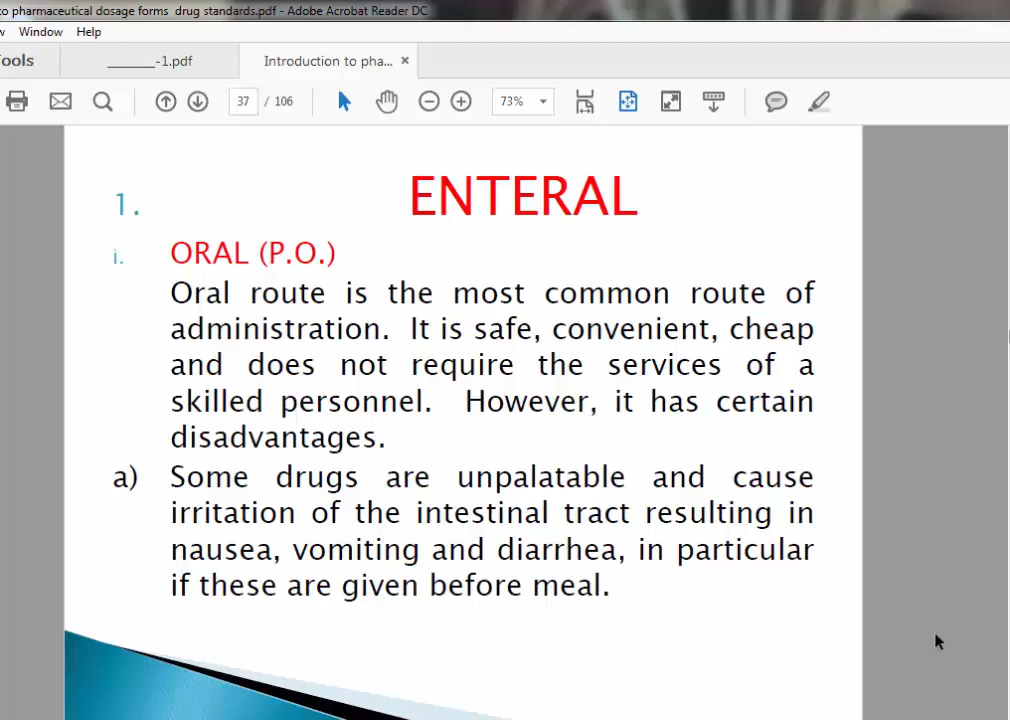 to pharmaceutical dosage forms drug standards.pdf - Adobe Acrobat Reader DC
w Window Help
ools _______-1.pdf Introduction to pha... ×
37 / 106 73%
1. ENTERAL
i. ORAL (P.O.)
Oral route is the most common route of
administration. It is safe, convenient, cheap
and does not require the services of a
skilled personnel. However, it has certain
disadvantages.
a) Some drugs are unpalatable and cause
irritation of the intestinal tract resulting in
nausea, vomiting and diarrhea, in particular
if these are given before meal.